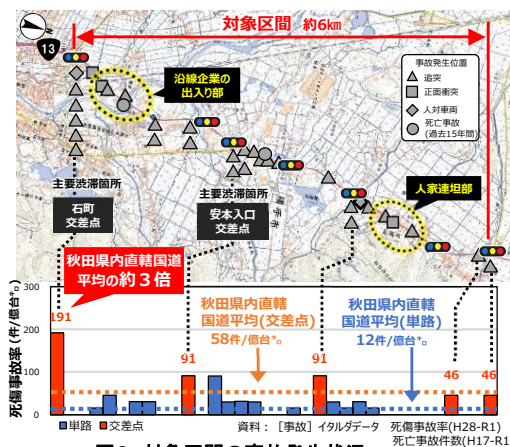 対象区間 約6㎞
13
沿線企業の
出入り部
事故発生位置
追突
正面衝突
人対車両
死亡事故
(過去15年間)
主要渋滞箇所
石町
交差点
主要渋滞箇所
安本入口
交差点
人家連坦部
横手市
秋田県内直轄国道
平均の約3倍
死傷事故率(件/億台㌔)
300
200
100
0
191
91
91
46
46
秋田県内直轄
国道平均(交差点)
58件/億台㌔
秋田県内直轄
国道平均(単路)
12件/億台㌔
単路
交差点
資料:[事故]イタルダデータ 死傷事故率(H28-R1)
死亡事故件数(H17-R1